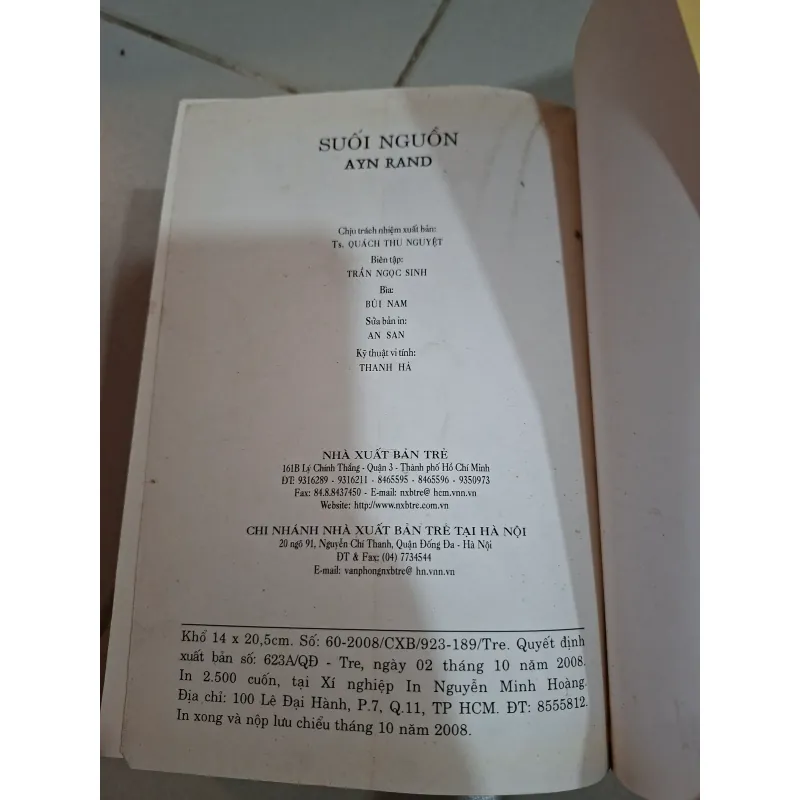 SUỐI NGUỒN
AYN RAND
Chịu trách nhiệm xuất bản:
Ts. QUÁCH THU NGUYỆT
Biên tập:
TRẦN NGỌC SINH
Bìa:
BÙI NAM
Sửa bản in:
AN SAN
Kỹ thuật vi tính:
THANH HÀ
NHÀ XUẤT BẢN TRẺ
161B Lý Chính Thắng - Quận 3 - Thành phố Hồ Chí Minh
ĐT: 9316289 - 9316211 - 8465595 - 8465596 - 9350973
Fax: 84.8.8437450 - E-mail: nxbtre@ hcm.vnn.vn
Website: http://www.nxbtre.com.vn
CHI NHÁNH NHÀ XUẤT BẢN TRẺ TẠI HÀ NỘI
20 ngõ 91, Nguyễn Chí Thanh, Quận Đống Đa - Hà Nội
ĐT & Fax: (04) 7734544
E-mail: vanphongnxbtre@ hn.vnn.vn
Khổ 14 x 20,5cm. Số: 60-2008/CXB/923-189/Tre. Quyết định
xuất bản số: 623A/QĐ - Tre, ngày 02 tháng 10 năm 2008.
In 2.500 cuốn, tại Xí nghiệp In Nguyễn Minh Hoàng.
Địa chỉ: 100 Lê Đại Hành, P.7, Q.11, TP HCM. ĐT: 8555812.
In xong và nộp lưu chiểu tháng 10 năm 2008.